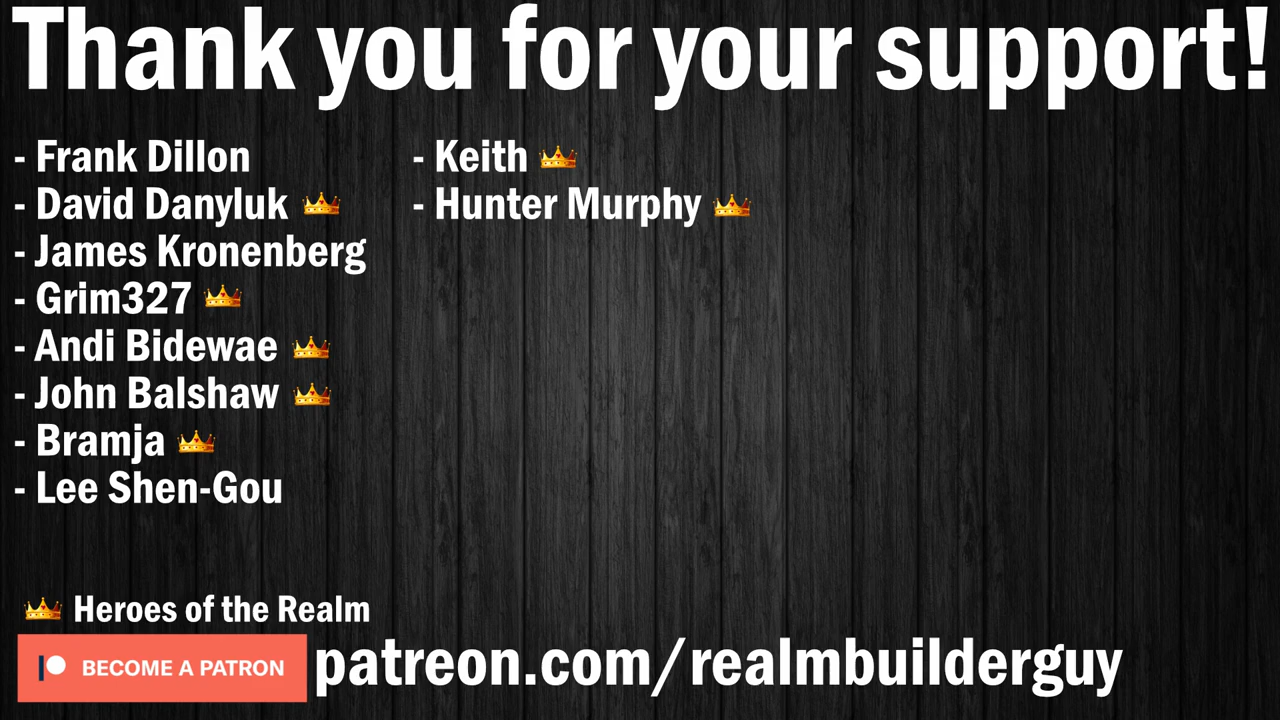 Thank you for your support!
- Frank Dillon
- David Danyluk 👑
- James Kronenberg
- Grim327 👑
- Andi Bidewae 👑
- John Balshaw 👑
- Bramja 👑
- Lee Shen-Gou
- Keith 👑
- Hunter Murphy 👑
👑 Heroes of the Realm
BECOME A PATRON patreon.com/realmbuilderguy